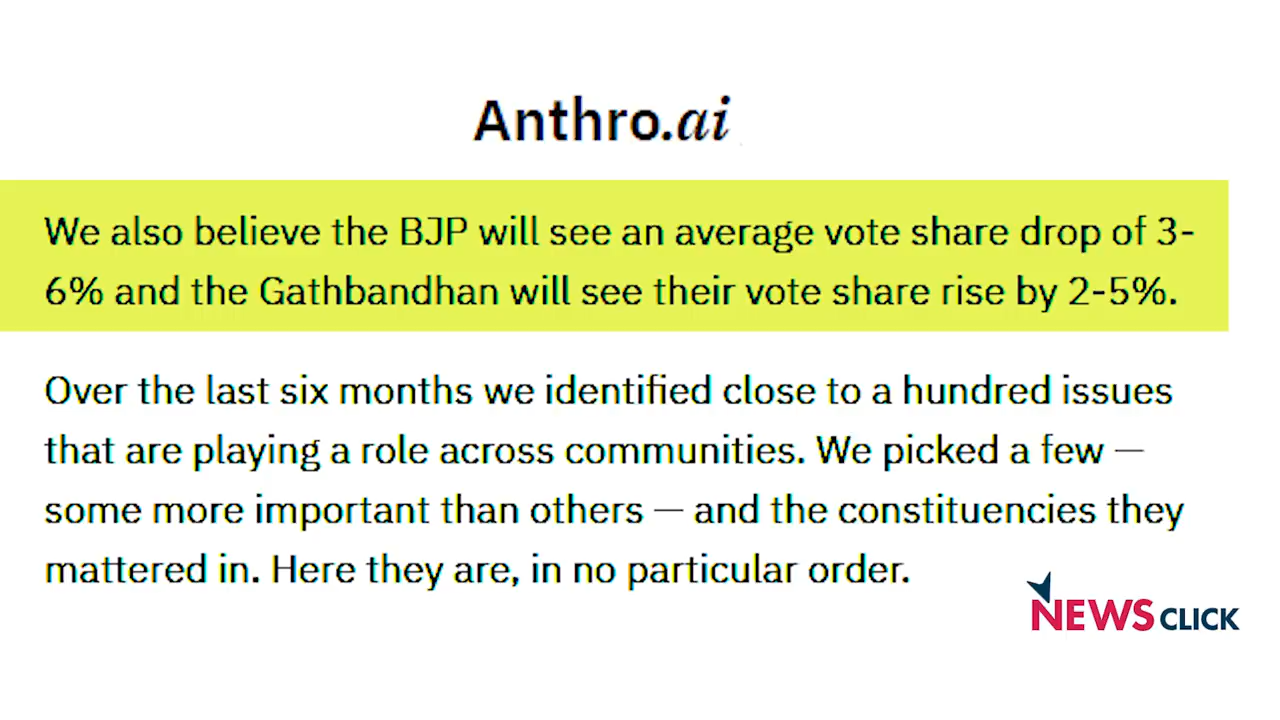 Anthro.ai
We also believe the BJP will see an average vote share drop of 3-
6% and the Gathbandhan will see their vote share rise by 2-5%.
Over the last six months we identified close to a hundred issues
that are playing a role across communities. We picked a few —
some more important than others — and the constituencies they
mattered in. Here they are, in no particular order.
NEWS CLICK